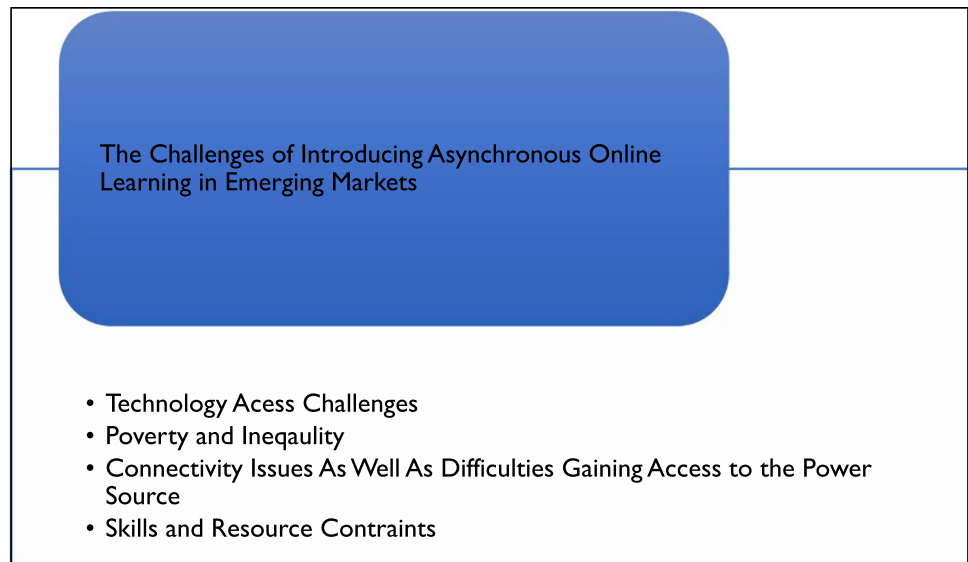 The Challenges of Introducing Asynchronous Online
Learning in Emerging Markets
• Technology Acess Challenges
• Poverty and Ineqaulity
• Connectivity Issues As Well As Difficulties Gaining Access to the Power
Source
• Skills and Resource Contraints